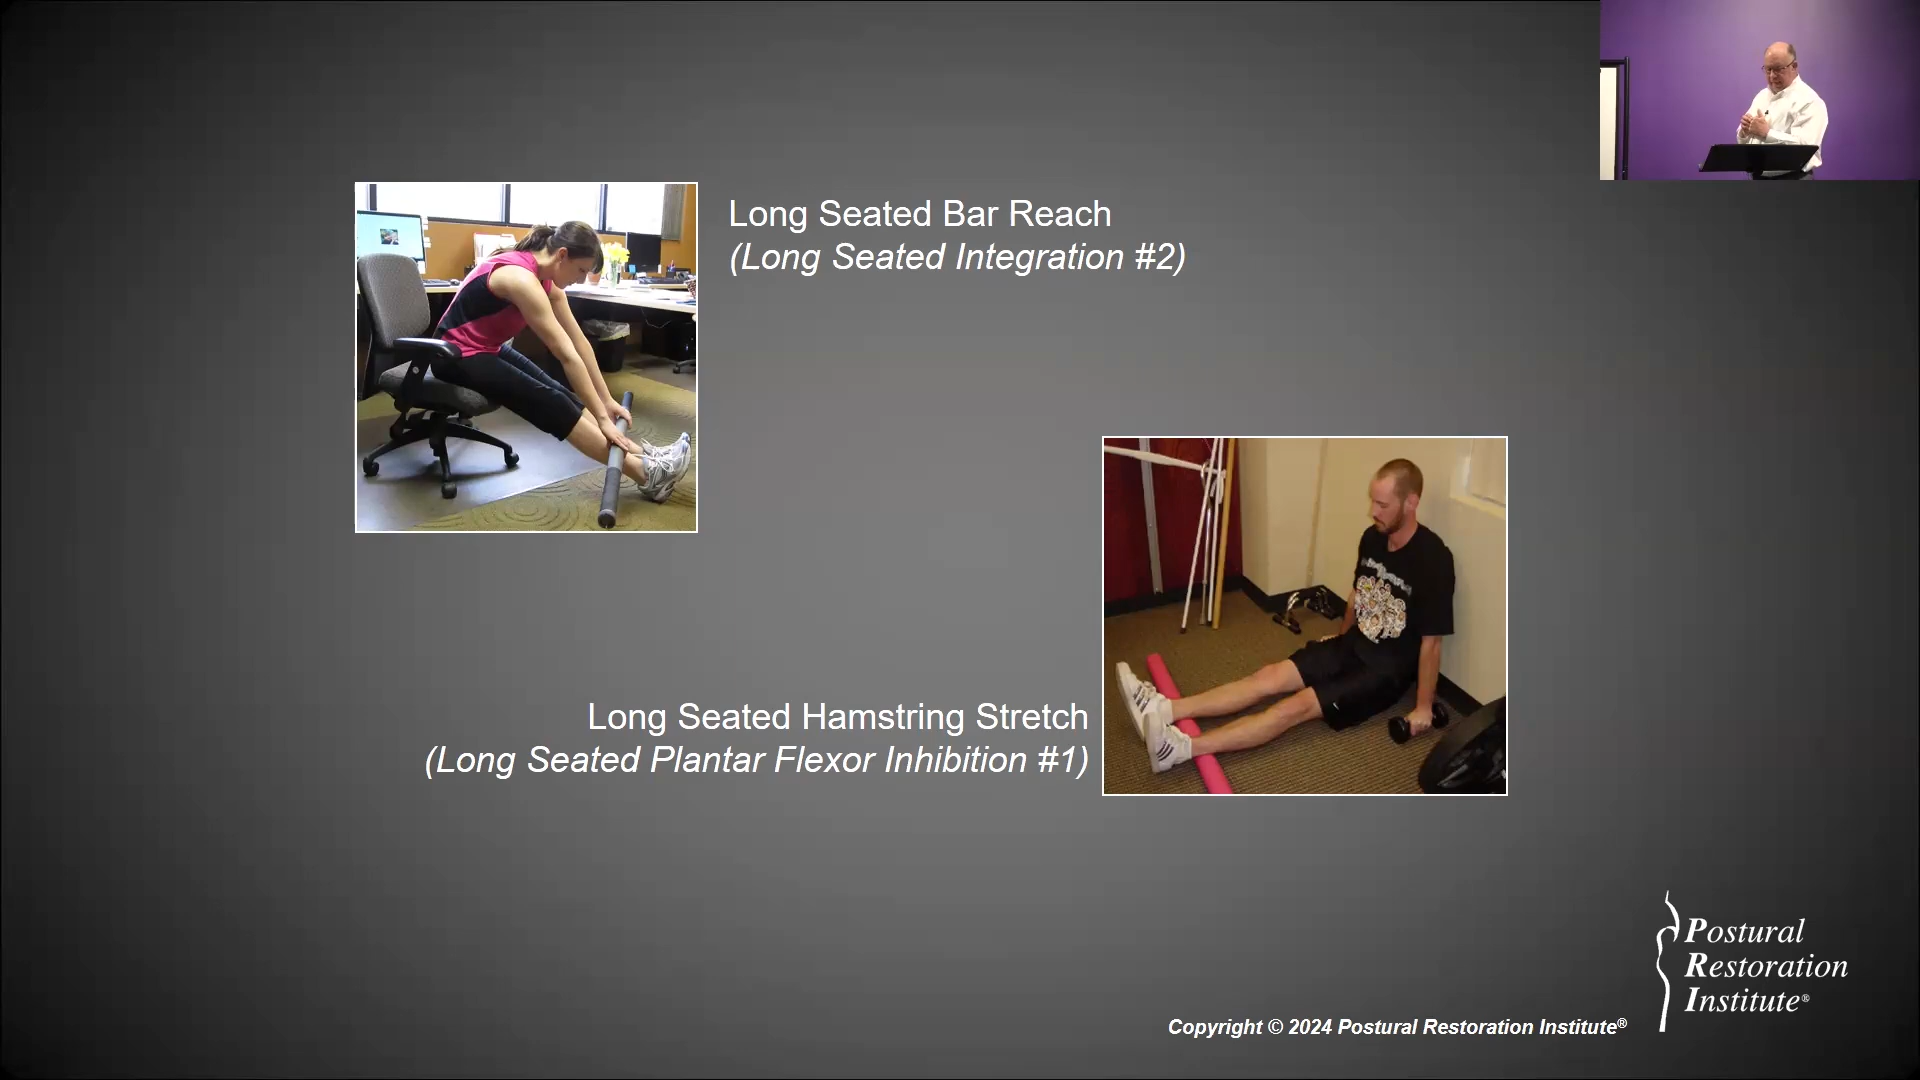 Long Seated Bar Reach
(Long Seated Integration #2)
Long Seated Hamstring Stretch
(Long Seated Plantar Flexor Inhibition #1)
Postural
Restoration
Institute®
Copyright © 2024 Postural Restoration Institute®